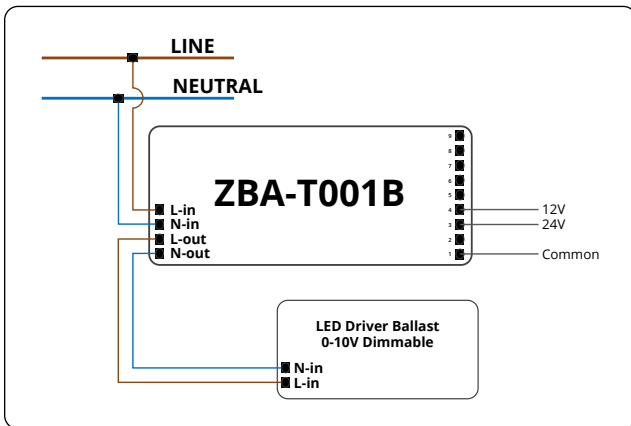 LINE
NEUTRAL
ZBA-T001B
L-in
N-in
L-out
N-out
9
8
7
6
5
4
3
2
1
12V
24V
Common
LED Driver Ballast
0-10V Dimmable
N-in
L-in